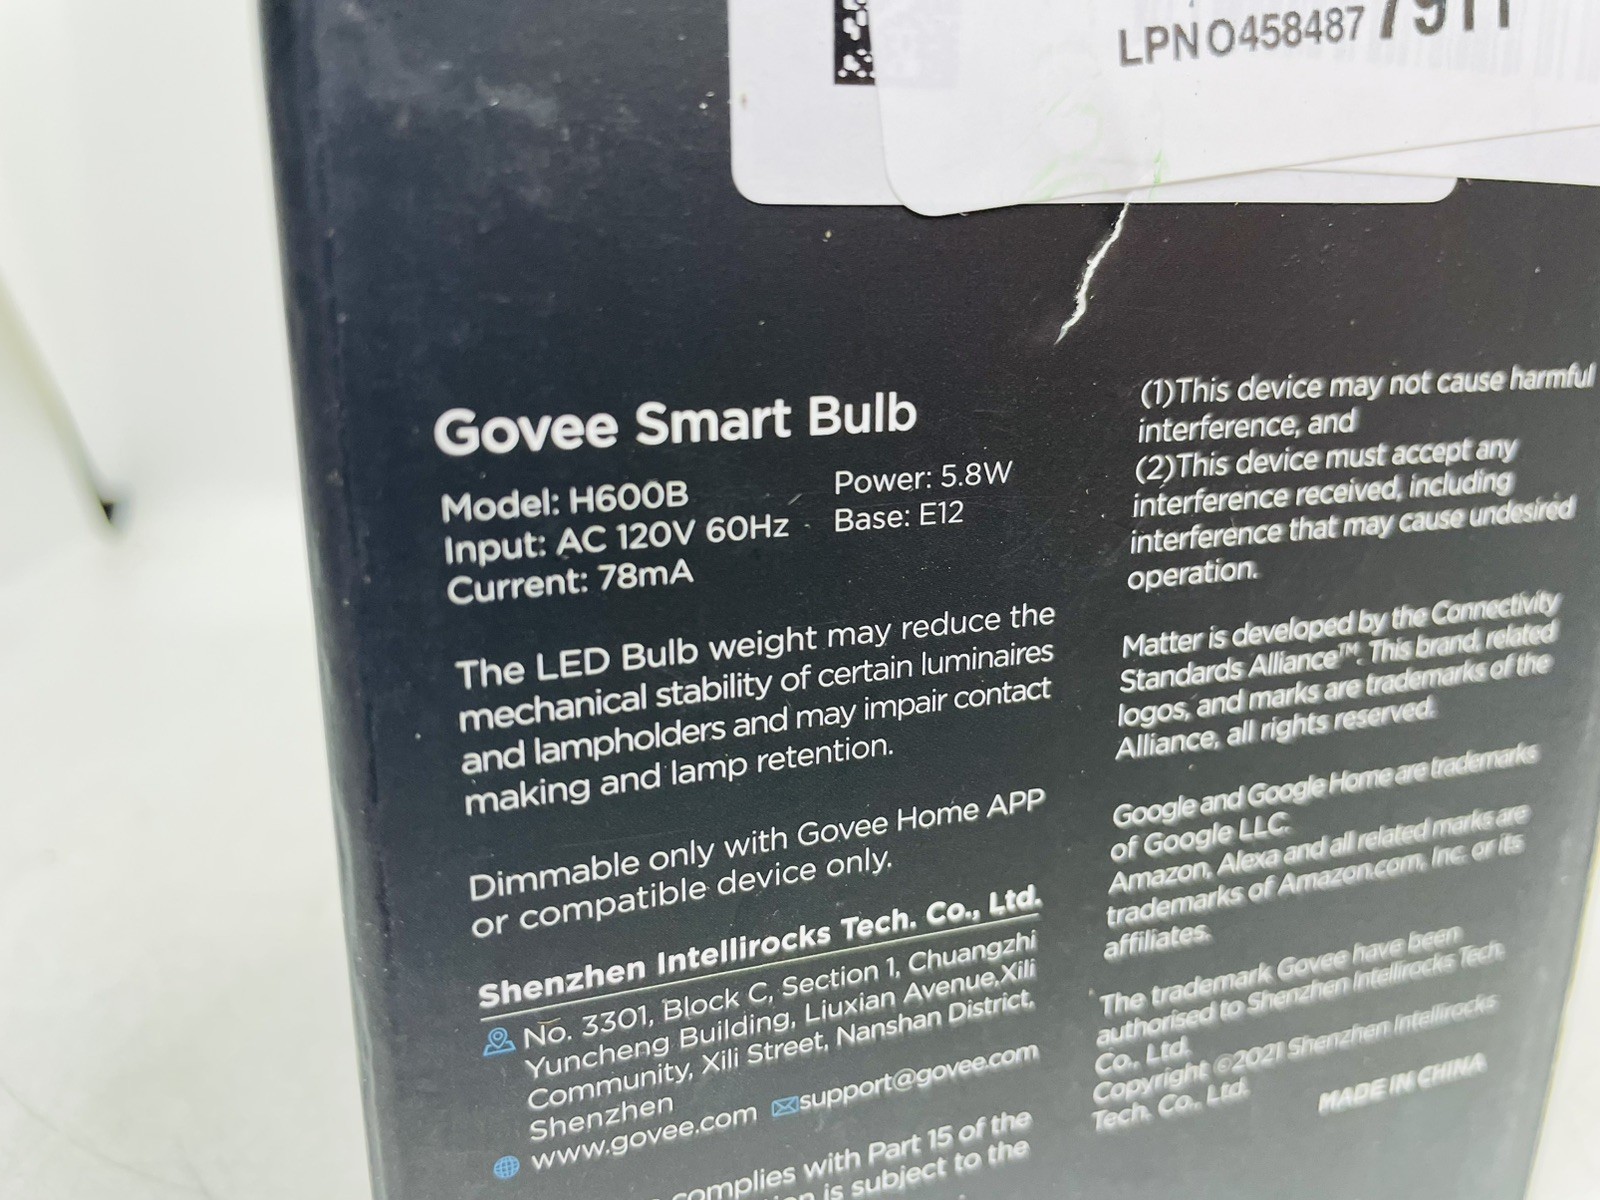 LPNO4584877911
Govee Smart Bulb
Model: H600B
Input: AC 120V 60Hz
Current: 78mA
Power: 5.8W
Base: E12
The LED Bulb weight may reduce the
mechanical stability of certain luminaires
and lampholders and may impair contact
making and lamp retention.
Dimmable only with Govee Home APP
or compatible device only.
Shenzhen Intellirocks Tech. Co., Ltd.
No. 3301, Block C, Section 1, Chuangzhi
Yuncheng Building, Liuxian Avenue,Xili
Community, Xili Street, Nanshan District,
Shenzhen
www.govee.com support@govee.com
complies with Part 15 of the
is subject to the
(1)This device may not cause harmful
interference, and
(2)This device must accept any
interference received, including
interference that may cause undesired
operation.
Matter is developed by the Connectivity
Standards Alliance™. This brand, related
logos, and marks are trademarks of the
Alliance, all rights reserved.
Google and Google Home are trademarks
of Google LLC.
Amazon, Alexa and all related marks are
trademarks of Amazon.com, Inc. or its
affiliates.
The trademark Govee have been
authorised to Shenzhen Intellirocks Tech.
Co., Ltd.
Copyright ©2021 Shenzhen Intellirocks
Tech. Co., Ltd.
MADE IN CHINA